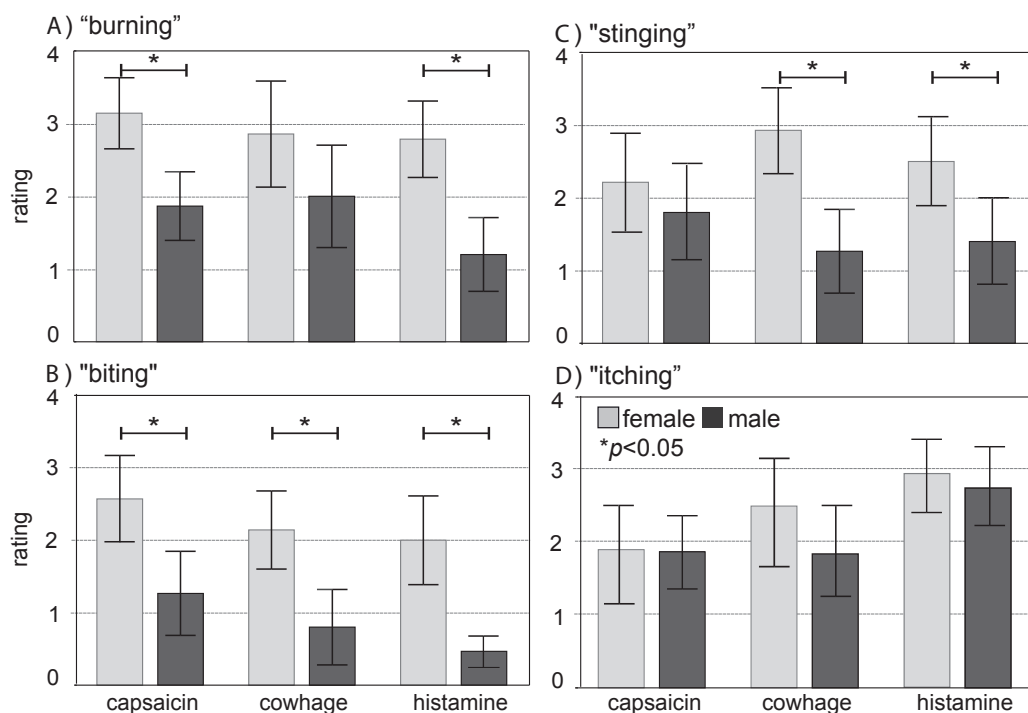 A) “burning”
4
3
2
1
0
rating
*
*
B) "biting"
4
3
2
1
0
rating
*
*
*
capsaicin cowhage histamine
C) "stinging”
4
3
2
1
0
*
*
D) "itching”
4
3
2
1
0
female male
*p<0.05
capsaicin cowhage histamine